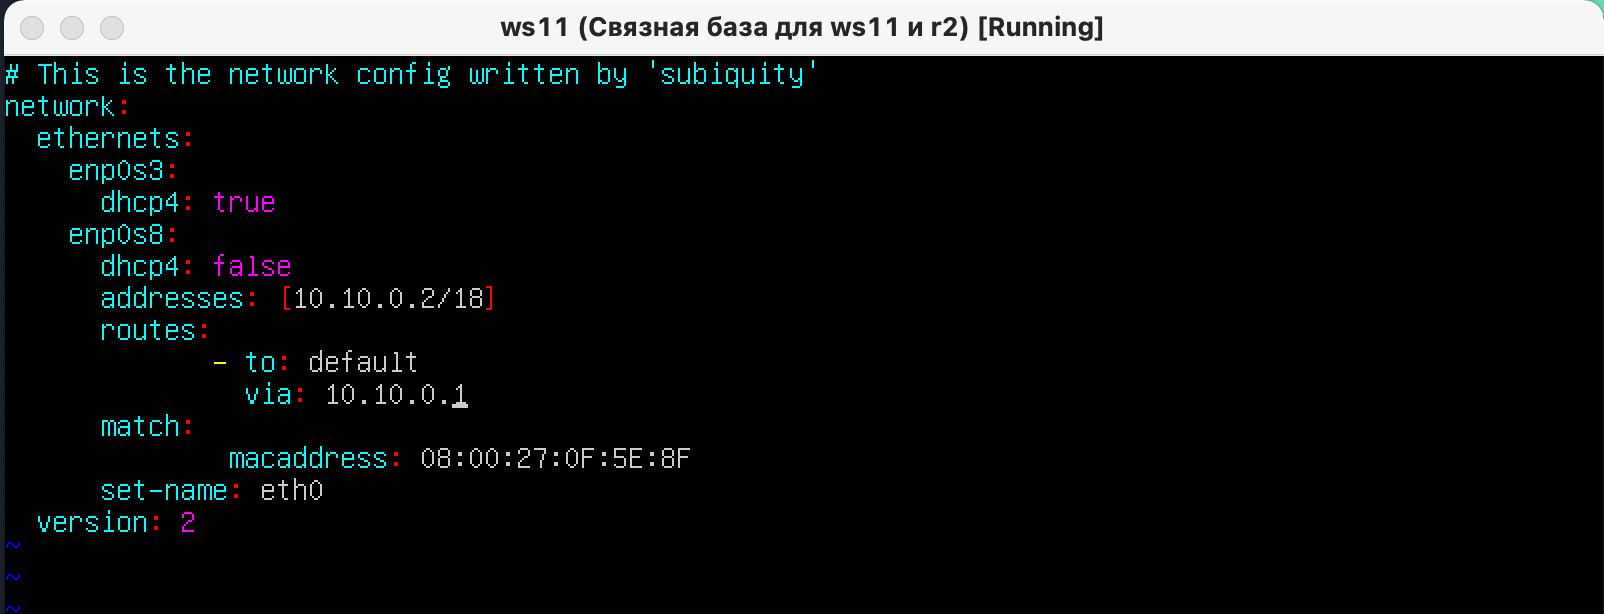 ws11 (Связная база для ws11 и r2) [Running]
# This is the network config written by 'subiquity'
network:
  ethernets:
    enp0s3:
      dhcp4: true
    enp0s8:
      dhcp4: false
      addresses: [10.10.0.2/18]
      routes:
             - to: default
               via: 10.10.0.1
      match:
              macaddress: 08:00:27:0F:5E:8F
      set-name: eth0
  version: 2
~
~
~